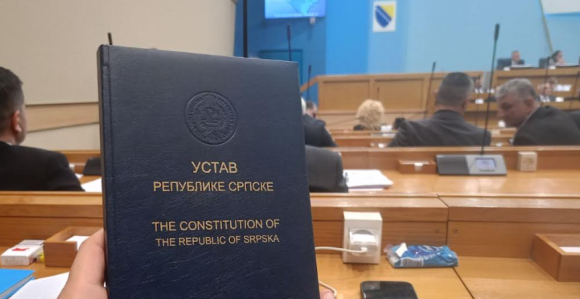 УСТАВ
РЕПУБЛИКЕ СРПСКЕ
THE CONSTITUTION OF
THE REPUBLIC OF SRPSKA